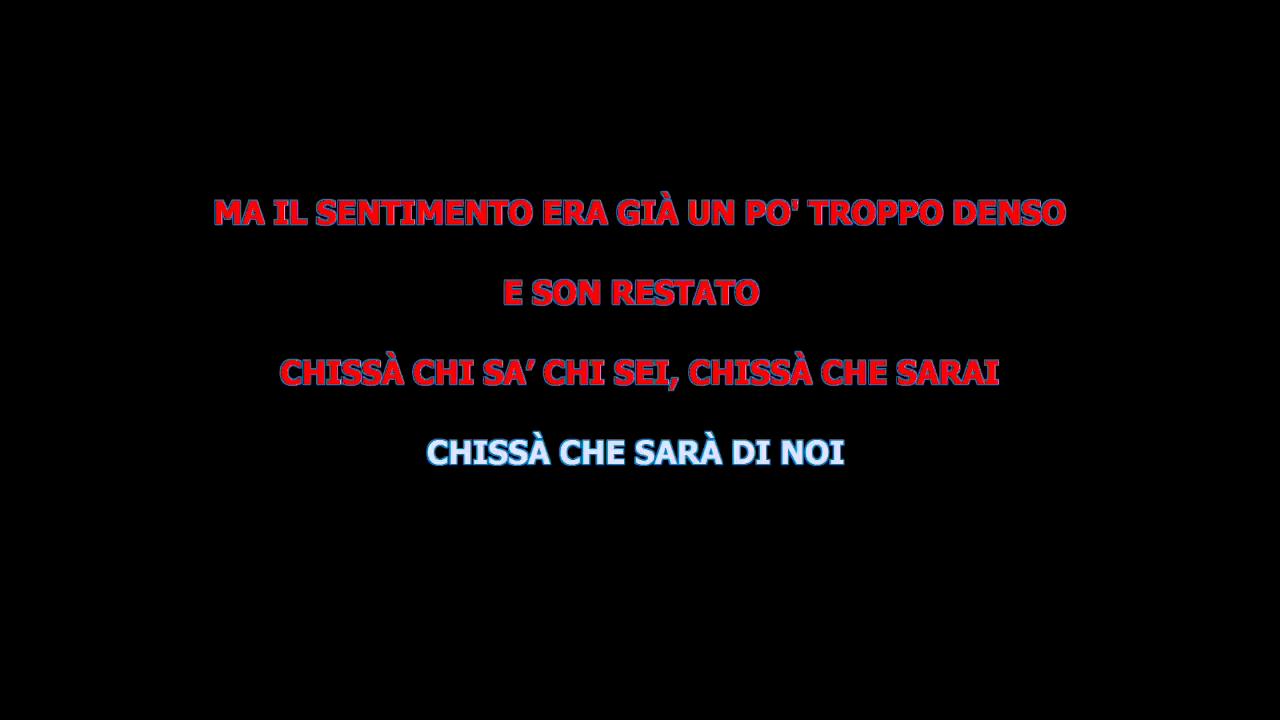 MA IL SENTIMENTO ERA GIÀ UN PO' TROPPO DENSO
E SON RESTATO
CHISSÀ CHI SA’ CHI SEI, CHISSÀ CHE SARAI
CHISSÀ CHE SARÀ DI NOI